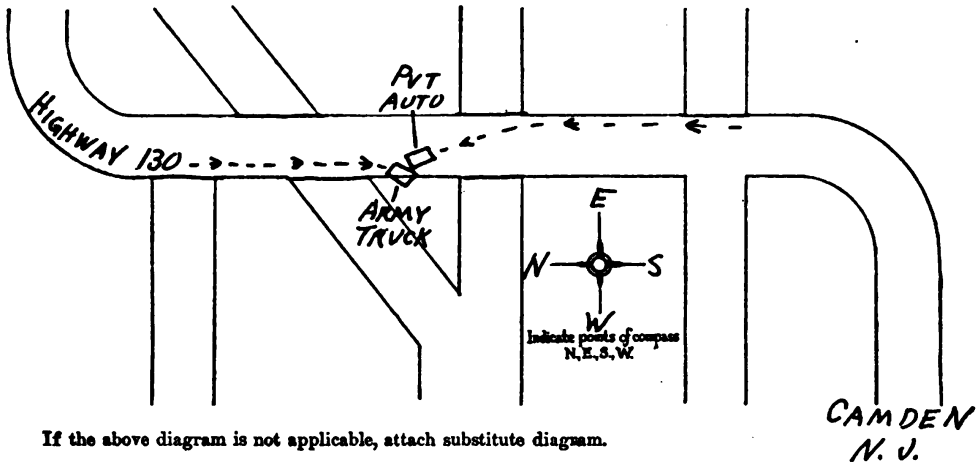 PVT
AUTO
HIGHWAY 130
ARMY
TRUCK
E
N S
W
Indicate points of compass
N., E., S., W.
CAMDEN
N. J.
If the above diagram is not applicable, attach substitute diagram.